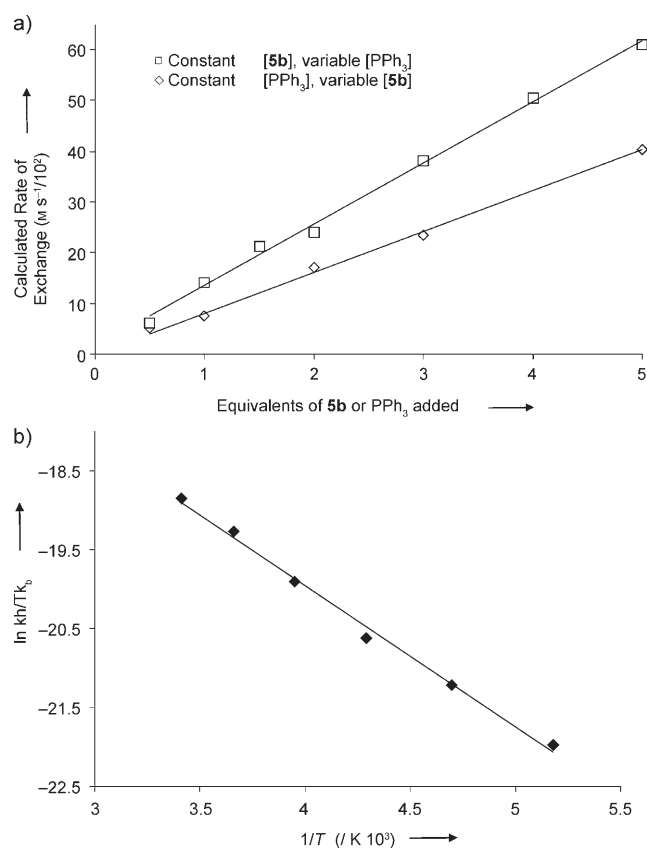 a)
60
50
40
30
20
10
0
Calculated Rate of
Exchange (M s⁻¹/10²)
□ Constant [5b], variable [PPh₃]
◇ Constant [PPh₃], variable [5b]
0 1 2 3 4 5
Equivalents of 5b or PPh₃ added
b)
–18.5
–19.5
–20.5
–21.5
–22.5
ln kh/Tk_b
3 3.5 4 4.5 5 5.5
1/T (/ K 10³)